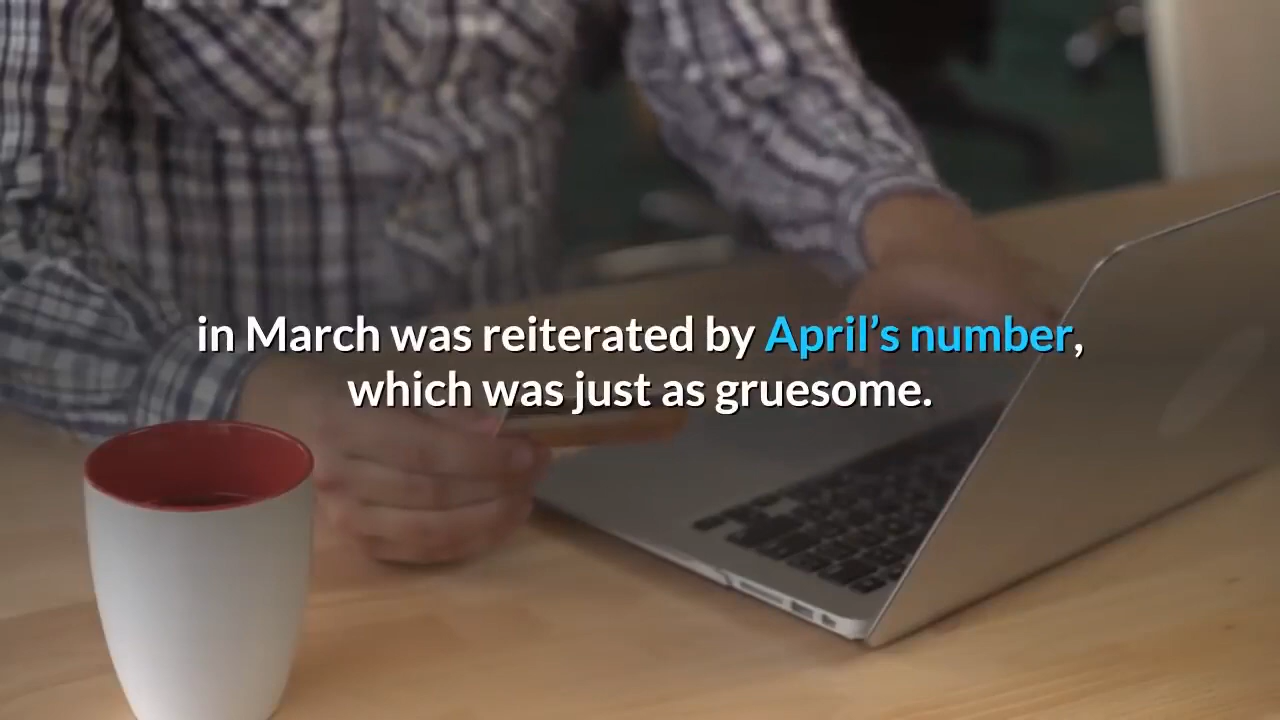 in March was reiterated by April’s number,
which was just as gruesome.